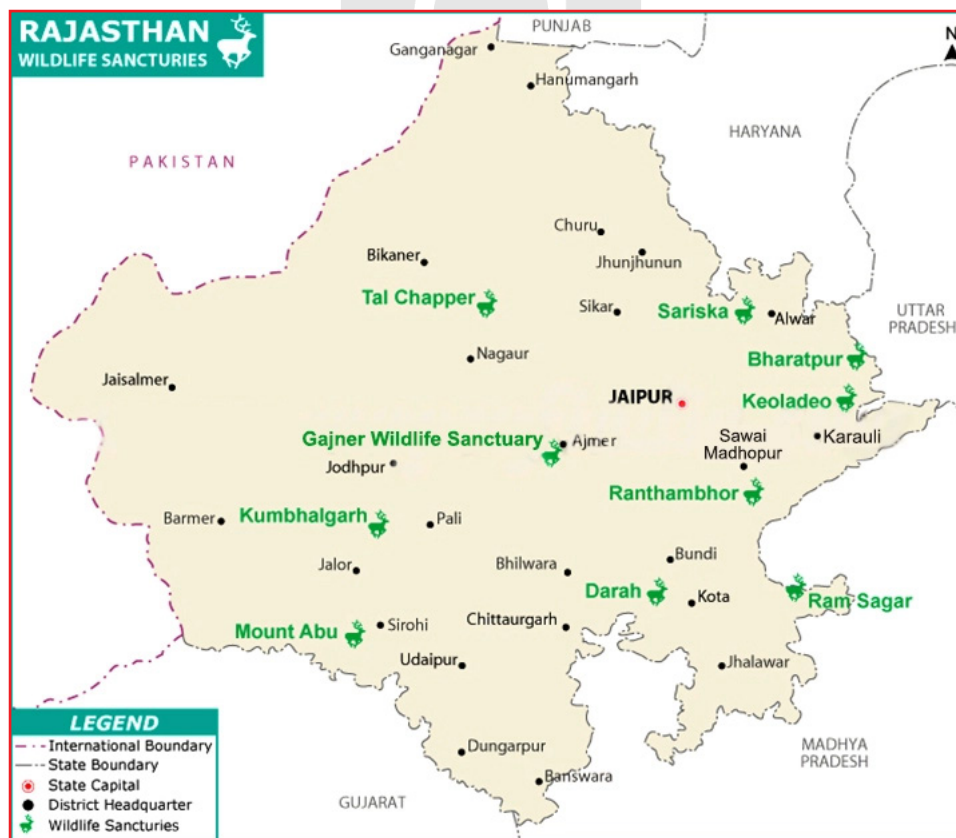 RAJASTHAN
WILDLIFE SANCTURIES
PUNJAB
N
Ganganagar
Hanumangarh
HARYANA
PAKISTAN
Churu
Bikaner
Jhunjhunun
Tal Chapper
Sikar
Sariska
Alwar
UTTAR
PRADESH
Nagaur
Bharatpur
Jaisalmer
JAIPUR
Keoladeo
Gajner Wildlife Sanctuary
Ajmer
Sawai
Madhopur
Karauli
Jodhpur
Ranthambhor
Barmer
Kumbhalgarh
Pali
Jalor
Bhilwara
Bundi
Darah
Kota
Ram Sagar
Mount Abu
Sirohi
Chittaurgarh
Udaipur
Jhalawar
LEGEND
International Boundary
State Boundary
State Capital
District Headquarter
Wildlife Sancturies
Dungarpur
Banswara
MADHYA
PRADESH
GUJARAT